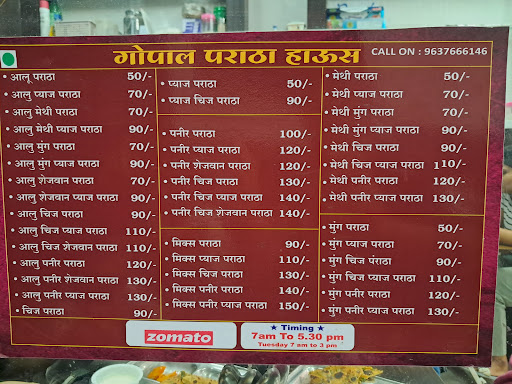 गोपाल पराठा हाऊस
CALL ON : 9637666146
• आलू पराठा 50/-
• आलु प्याज पराठा 70/-
• आलु मेथी पराठा 70/-
• आलु मेथी प्याज पराठा 90/-
• आलु मुंग पराठा 70/-
• आलु मुंग प्याज पराठा 90/-
• आलु शेजवान पराठा 70/-
• आलु शेजवान प्याज पराठा 90/-
• आलु चिज पराठा 90/-
• आलु चिज प्याज पराठा 110/-
• आलु चिज शेजवान पराठा 110/-
• आलु पनीर पराठा 120/-
• आलु पनीर शेजवान पराठा 130/-
• आलु पनीर प्याज पराठा 130/-
• चिज पराठा 90/-
• प्याज पराठा 50/-
• प्याज चिज पराठा 90/-
• पनीर पराठा 100/-
• पनीर प्याज पराठा 120/-
• पनीर शेजवान पराठा 120/-
• पनीर चिज पराठा 130/-
• पनीर चिज प्याज पराठा 140/-
• पनीर चिज शेजवान पराठा 140/-
• मिक्स पराठा 90/-
• मिक्स प्याज पराठा 110/-
• मिक्स चिज पराठा 130/-
• मिक्स पनीर पराठा 140/-
• मिक्स पनीर प्याज पराठा 150/-
• मेथी पराठा 50/-
• मेथी प्याज पराठा 70/-
• मेथी मुंग पराठा 70/-
• मेथी मुंग प्याज पराठा 90/-
• मेथी चिज पराठा 90/-
• मेथी चिज प्याज पराठा 110/-
• मेथी पनीर पराठा 120/-
• मेथी पनीर प्याज पराठा 130/-
• मुंग पराठा 50/-
• मुंग प्याज पराठा 70/-
• मुंग चिज पराठा 90/-
• मुंग चिज प्याज पराठा 110/-
• मुंग पनीर पराठा 120/-
• मुंग पनीर प्याज पराठा 130/-
zomato
★ Timing ★
7am To 5.30 pm
Tuesday 7 am to 3 pm